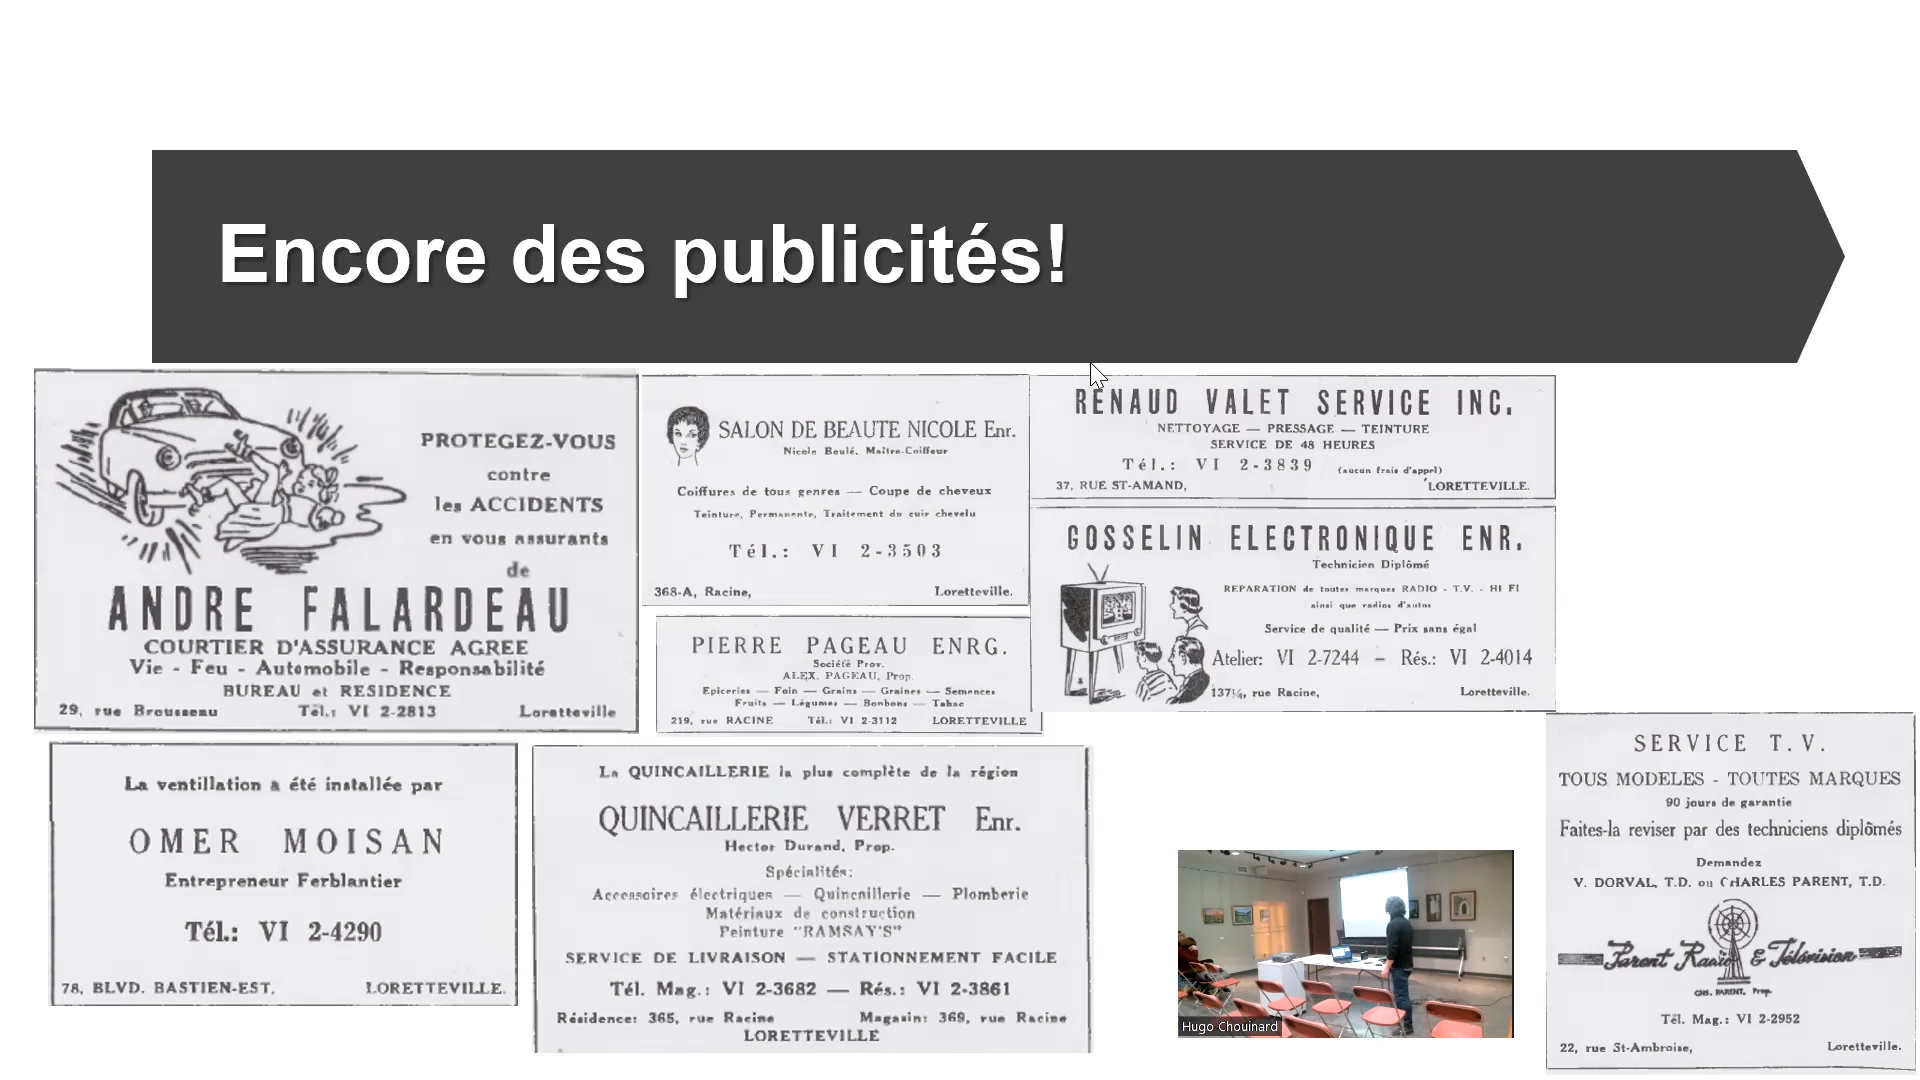 Encore des publicités!
PROTEGEZ-VOUS
contre
les ACCIDENTS
en vous assurants
de
ANDRE FALARDEAU
COURTIER D'ASSURANCE AGREE
Vie - Feu - Automobile - Responsabilité
BUREAU et RESIDENCE
29, rue Brousseau Tél.: VI 2-2813 Loretteville
SALON DE BEAUTE NICOLE Enr.
Nicole Boulé, Maître-Coiffeur
Coiffures de tous genres — Coupe de cheveux
Teinture, Permanente, Traitement du cuir chevelu
Tél.: VI 2-3503
368-A, Racine, Loretteville.
PIERRE PAGEAU ENRG.
Société Prov.
ALEX. PAGEAU, Prop.
Epiceries — Foin — Grains — Graines — Semences
Fruits — Légumes — Bonbons — Tabac
219, rue RACINE Tél.: VI 2-3112 LORETTEVILLE
RENAUD VALET SERVICE INC.
NETTOYAGE — PRESSAGE — TEINTURE
SERVICE DE 48 HEURES
Tél.: VI 2-3839 (aucun frais d'appel)
37, RUE ST-AMAND, LORETTEVILLE.
GOSSELIN ELECTRONIQUE ENR.
Technicien Diplômé
REPARATION de toutes marques RADIO - T.V. - HI FI
ainsi que radios d'autos
Service de qualité — Prix sans égal
Atelier: VI 2-7244 – Rés.: VI 2-4014
rue Racine, Loretteville.
La ventillation a été installée par
OMER MOISAN
Entrepreneur Ferblantier
Tél.: VI 2-4290
78, BLVD. BASTIEN-EST, LORETTEVILLE.
La QUINCAILLERIE la plus complète de la région
QUINCAILLERIE VERRET Enr.
Hector Durand, Prop.
Spécialités:
Accessoires électriques — Quincaillerie — Plomberie
Matériaux de construction
Peinture "RAMSAY'S"
SERVICE DE LIVRAISON — STATIONNEMENT FACILE
Tél. Mag.: VI 2-3682 — Rés.: VI 2-3861
Résidence: 365, rue Racine Magasin: 369, rue Racine
LORETTEVILLE
Hugo Chouinard
SERVICE T.V.
TOUS MODELES - TOUTES MARQUES
90 jours de garantie
Faites-la reviser par des techniciens diplômés
Demandez
V. DORVAL, T.D. ou CHARLES PARENT, T.D.
Parent Radio & Télévision
CHS. PARENT, Prop.
Tél. Mag.: VI 2-2952
22, rue St-Ambroise, Loretteville.